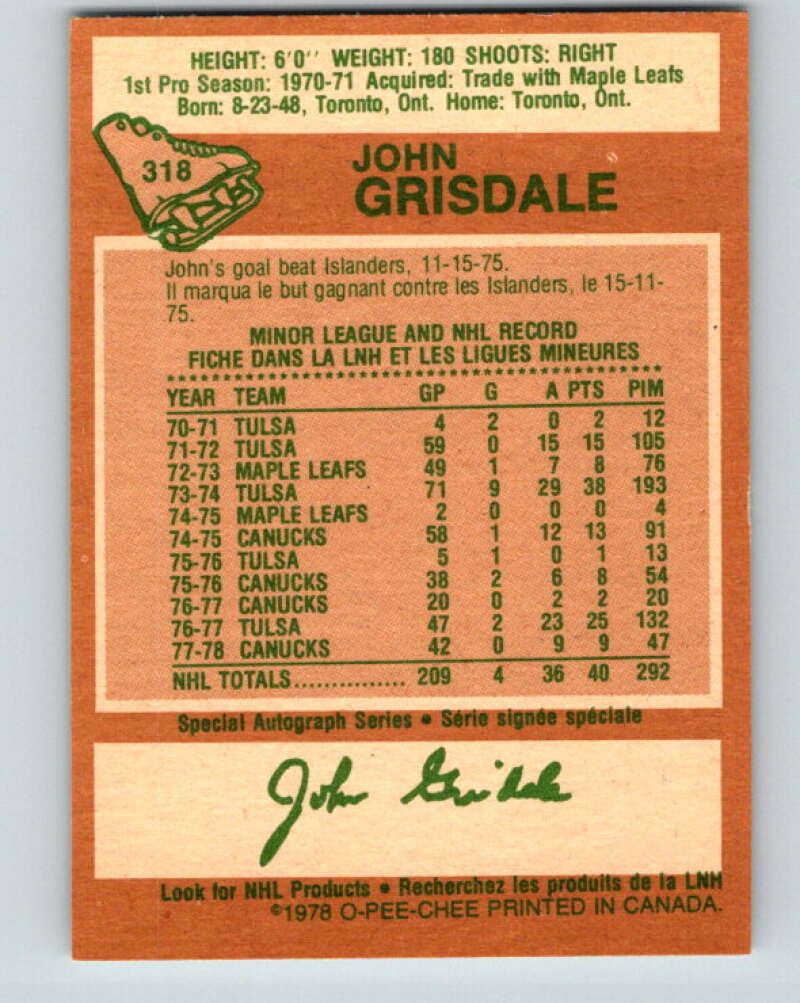 HEIGHT: 6'0'' WEIGHT: 180 SHOOTS: RIGHT
1st Pro Season: 1970-71 Acquired: Trade with Maple Leafs
Born: 8-23-48, Toronto, Ont. Home: Toronto, Ont.
318
JOHN
GRISDALE
John's goal beat Islanders, 11-15-75.
Il marqua le but gagnant contre les Islanders, le 15-11-
75.
MINOR LEAGUE AND NHL RECORD
FICHE DANS LA LNH ET LES LIGUES MINEURES
YEAR TEAM GP G A PTS PIM
70-71 TULSA 4 2 0 2 12
71-72 TULSA 59 0 15 15 105
72-73 MAPLE LEAFS 49 1 7 8 76
73-74 TULSA 71 9 29 38 193
74-75 MAPLE LEAFS 2 0 0 0 4
74-75 CANUCKS 58 1 12 13 91
75-76 TULSA 5 1 0 1 13
75-76 CANUCKS 38 2 6 8 54
76-77 CANUCKS 20 0 2 2 20
76-77 TULSA 47 2 23 25 132
77-78 CANUCKS 42 0 9 9 47
NHL TOTALS............... 209 4 36 40 292
Special Autograph Series • Série signée spéciale
John Grisdale
Look for NHL Products • Recherchez les produits de la LNH
©1978 O-PEE-CHEE PRINTED IN CANADA.